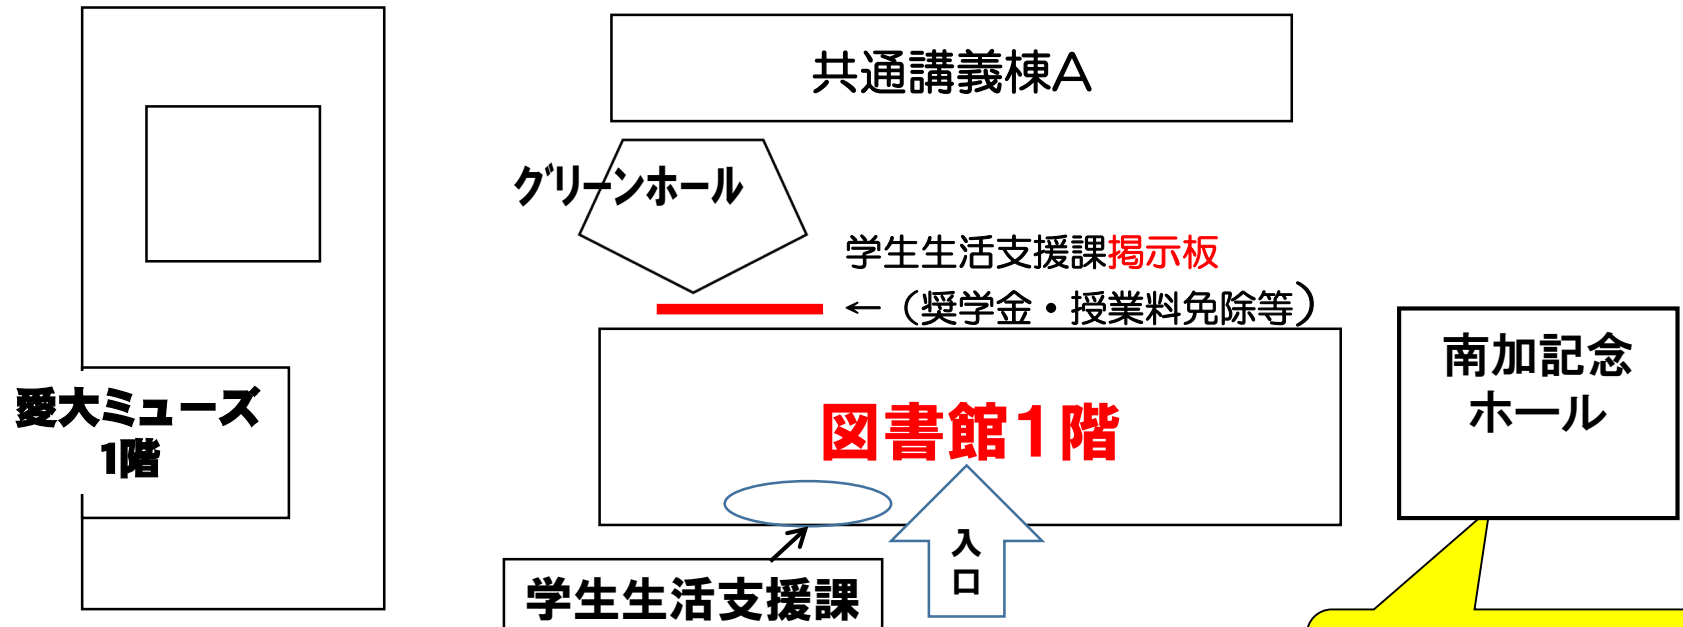 共通講義棟A
グリーンホール
学生生活支援課掲示板
←（奨学金・授業料免除等）
南加記念
ホール
愛大ミューズ
1階
図書館1階
入
口
学生生活支援課